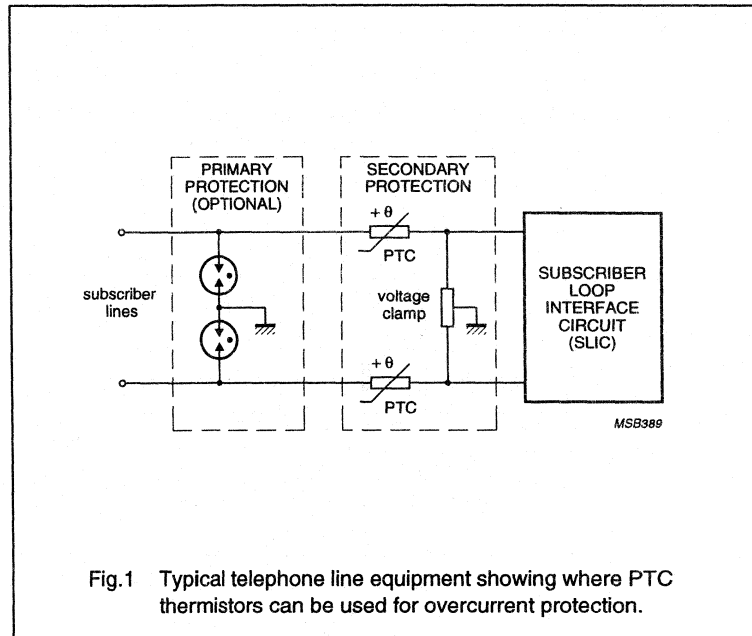 PRIMARY
PROTECTION
(OPTIONAL)
SECONDARY
PROTECTION
+ θ
PTC
subscriber
lines
voltage
clamp
SUBSCRIBER
LOOP
INTERFACE
CIRCUIT
(SLIC)
+ θ
PTC
MSB389
Fig.1 Typical telephone line equipment showing where PTC
thermistors can be used for overcurrent protection.